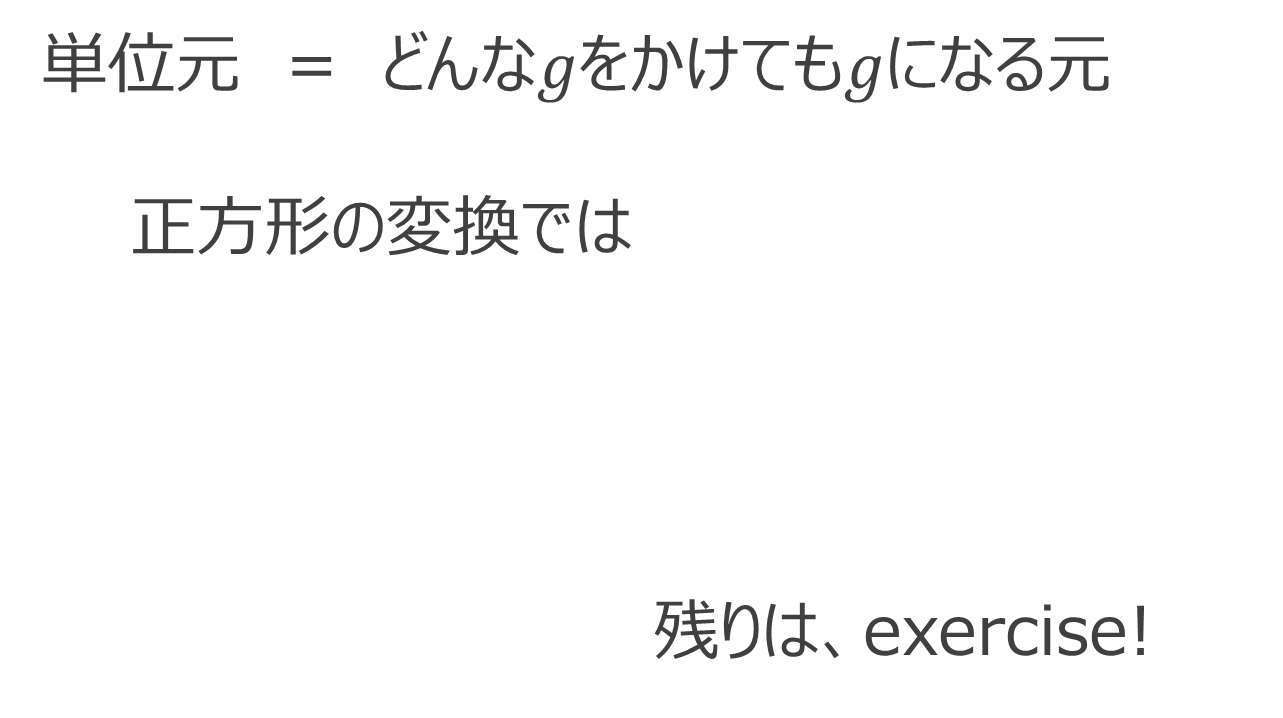 単位元 = どんなgをかけてもgになる元
正方形の変換では
残りは、exercise!